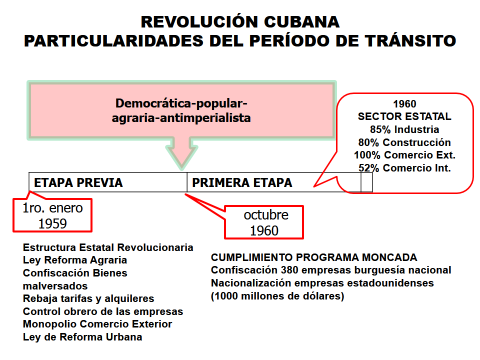 REVOLUCIÓN CUBANA
PARTICULARIDADES DEL PERÍODO DE TRÁNSITO
Democrática-popular-
agraria-antimperialista
1960
SECTOR ESTATAL
85% Industria
80% Construcción
100% Comercio Ext.
52% Comercio Int.
ETAPA PREVIA
PRIMERA ETAPA
1ro. enero
1959
octubre
1960
Estructura Estatal Revolucionaria
Ley Reforma Agraria
Confiscación Bienes
malversados
Rebaja tarifas y alquileres
Control obrero de las empresas
Monopolio Comercio Exterior
Ley de Reforma Urbana
CUMPLIMIENTO PROGRAMA MONCADA
Confiscación 380 empresas burguesía nacional
Nacionalización empresas estadounidenses
(1000 millones de dólares)